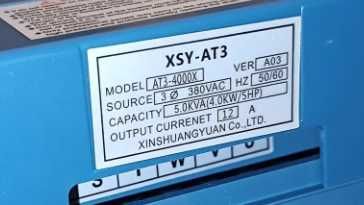 XSY-AT3
MODEL AT3-4000X VER A03
SOURCE 3 Ø 380VAC HZ 50/60
CAPACITY 5.0KVA(4.0KW/5HP)
OUTPUT CURRENET 12 A
XINSHUANGYUAN Co.,LTD.